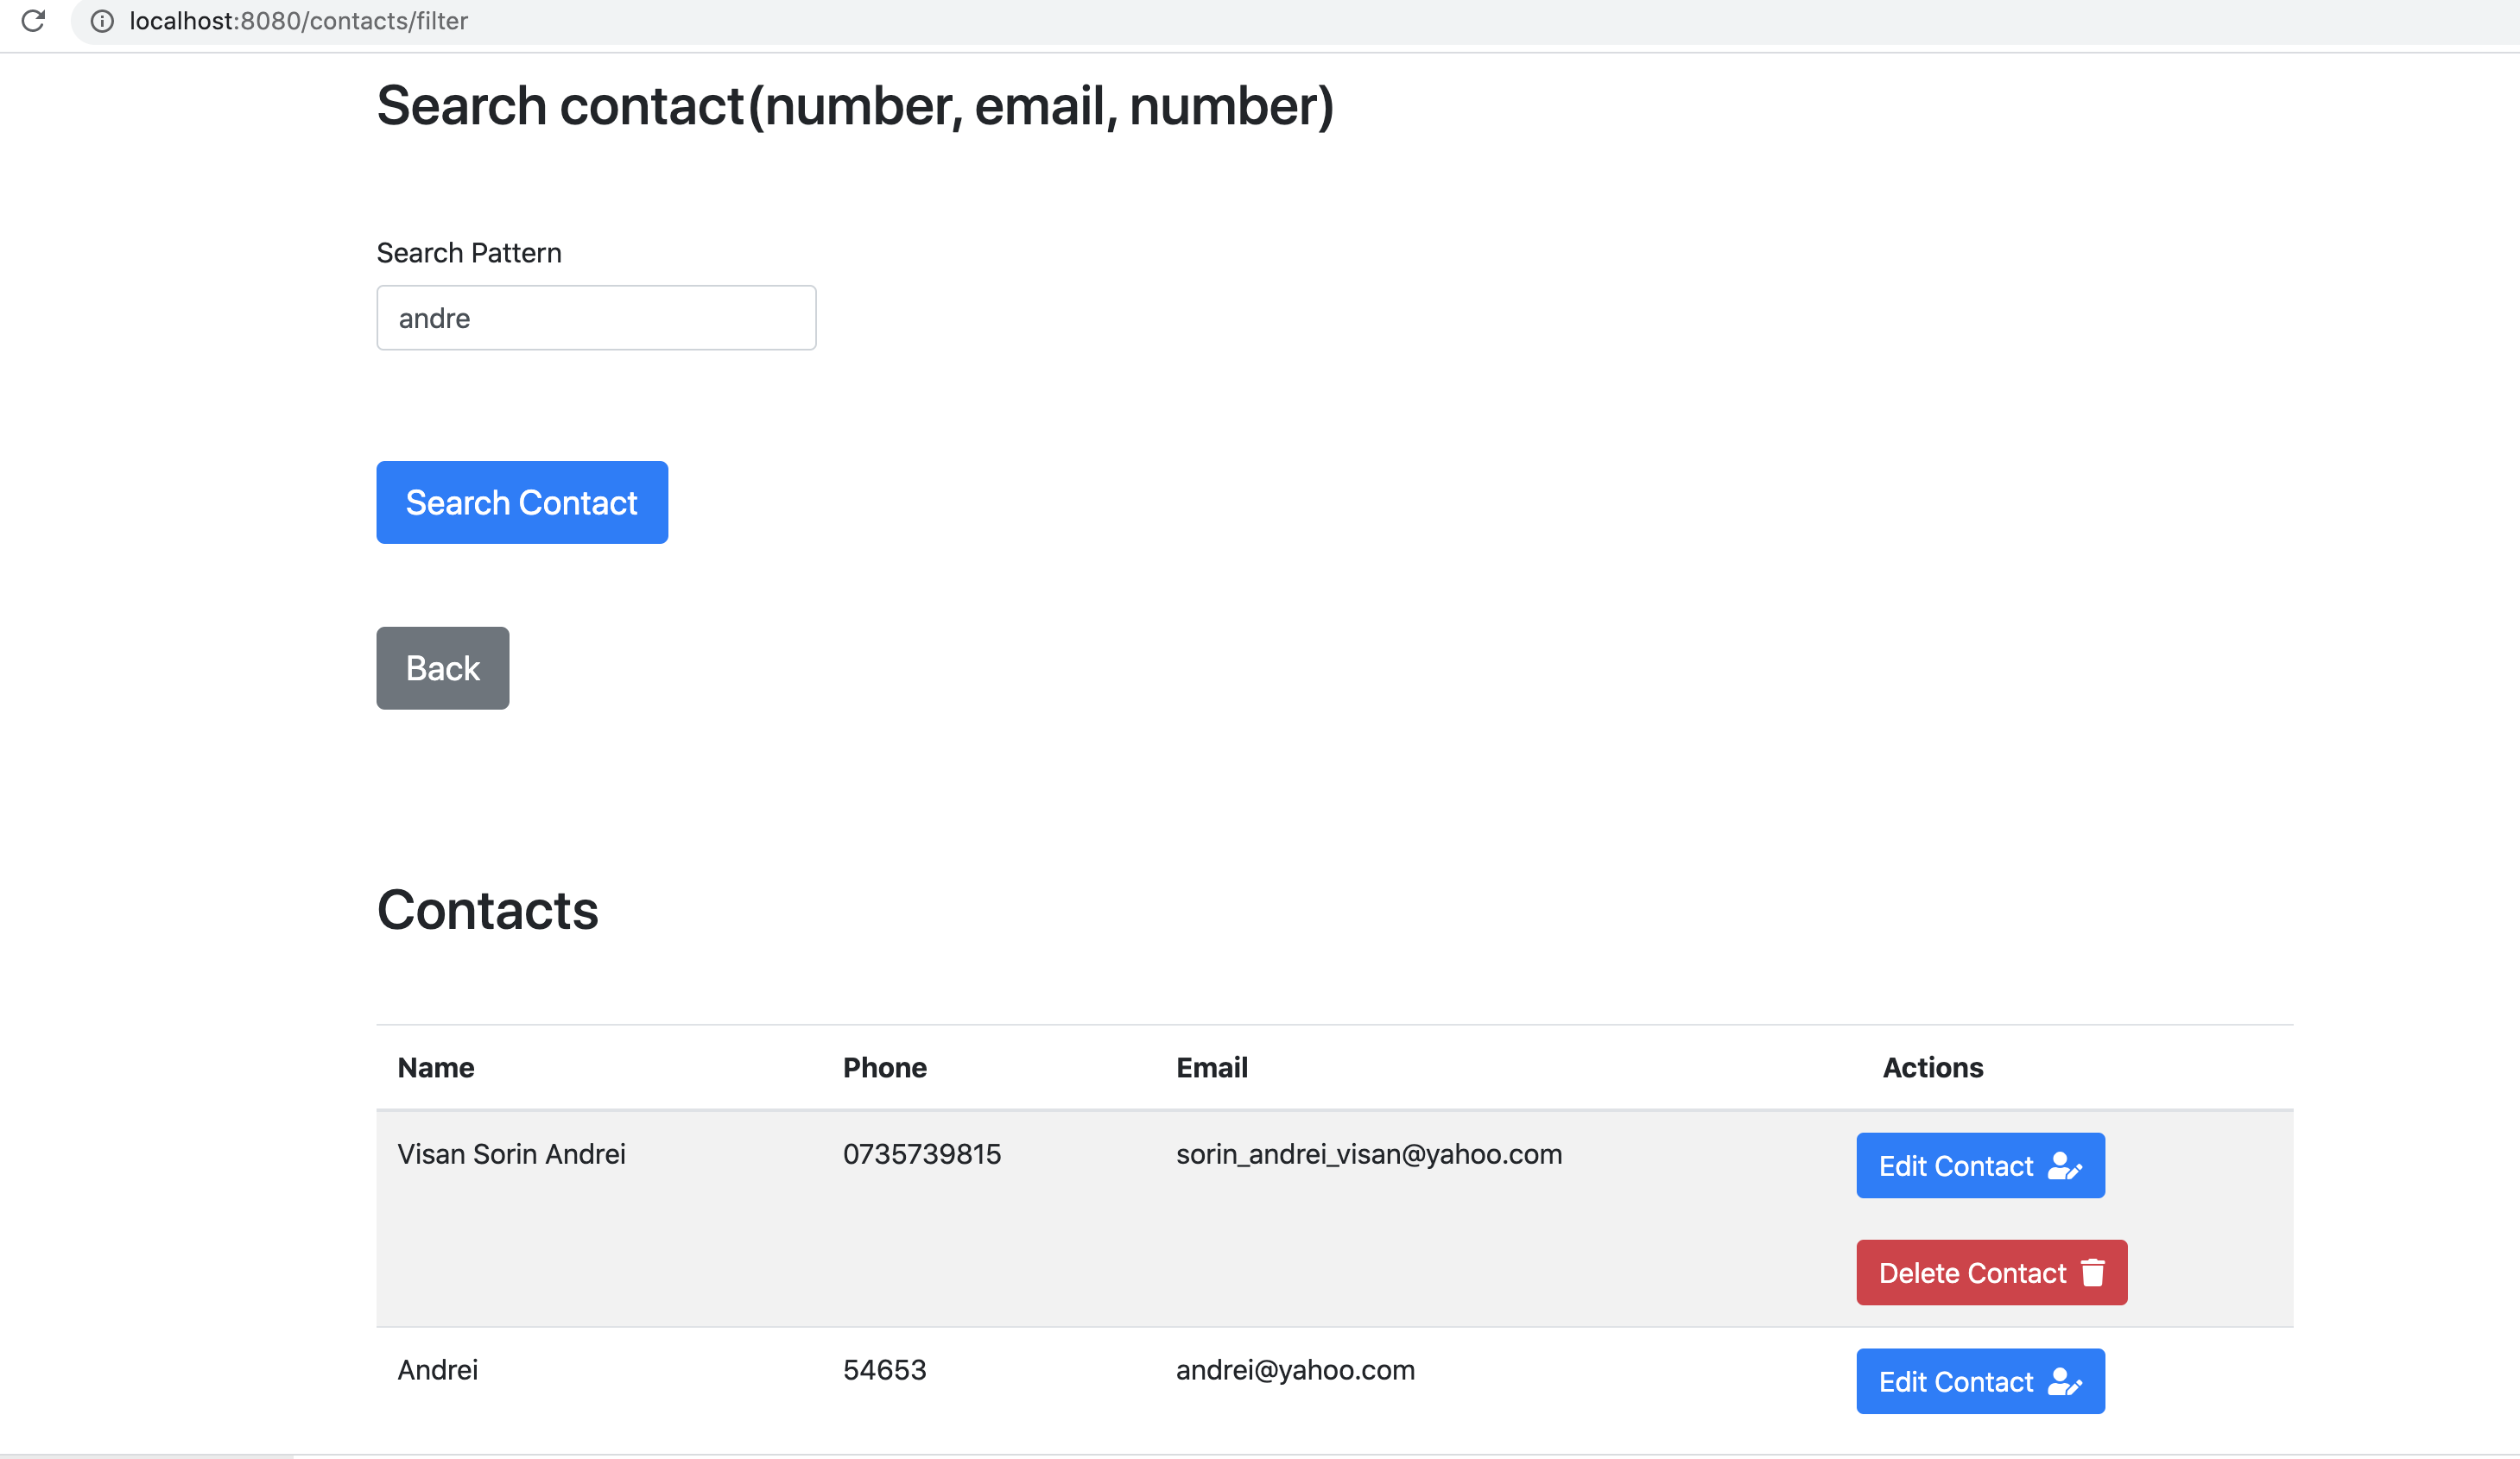 localhost:8080/contacts/filter
Search contact(number, email, number)
Search Pattern
andre
Search Contact
Back
Contacts
Name Phone Email Actions
Visan Sorin Andrei 0735739815 sorin_andrei_visan@yahoo.com Edit Contact
Delete Contact
Andrei 54653 andrei@yahoo.com Edit Contact